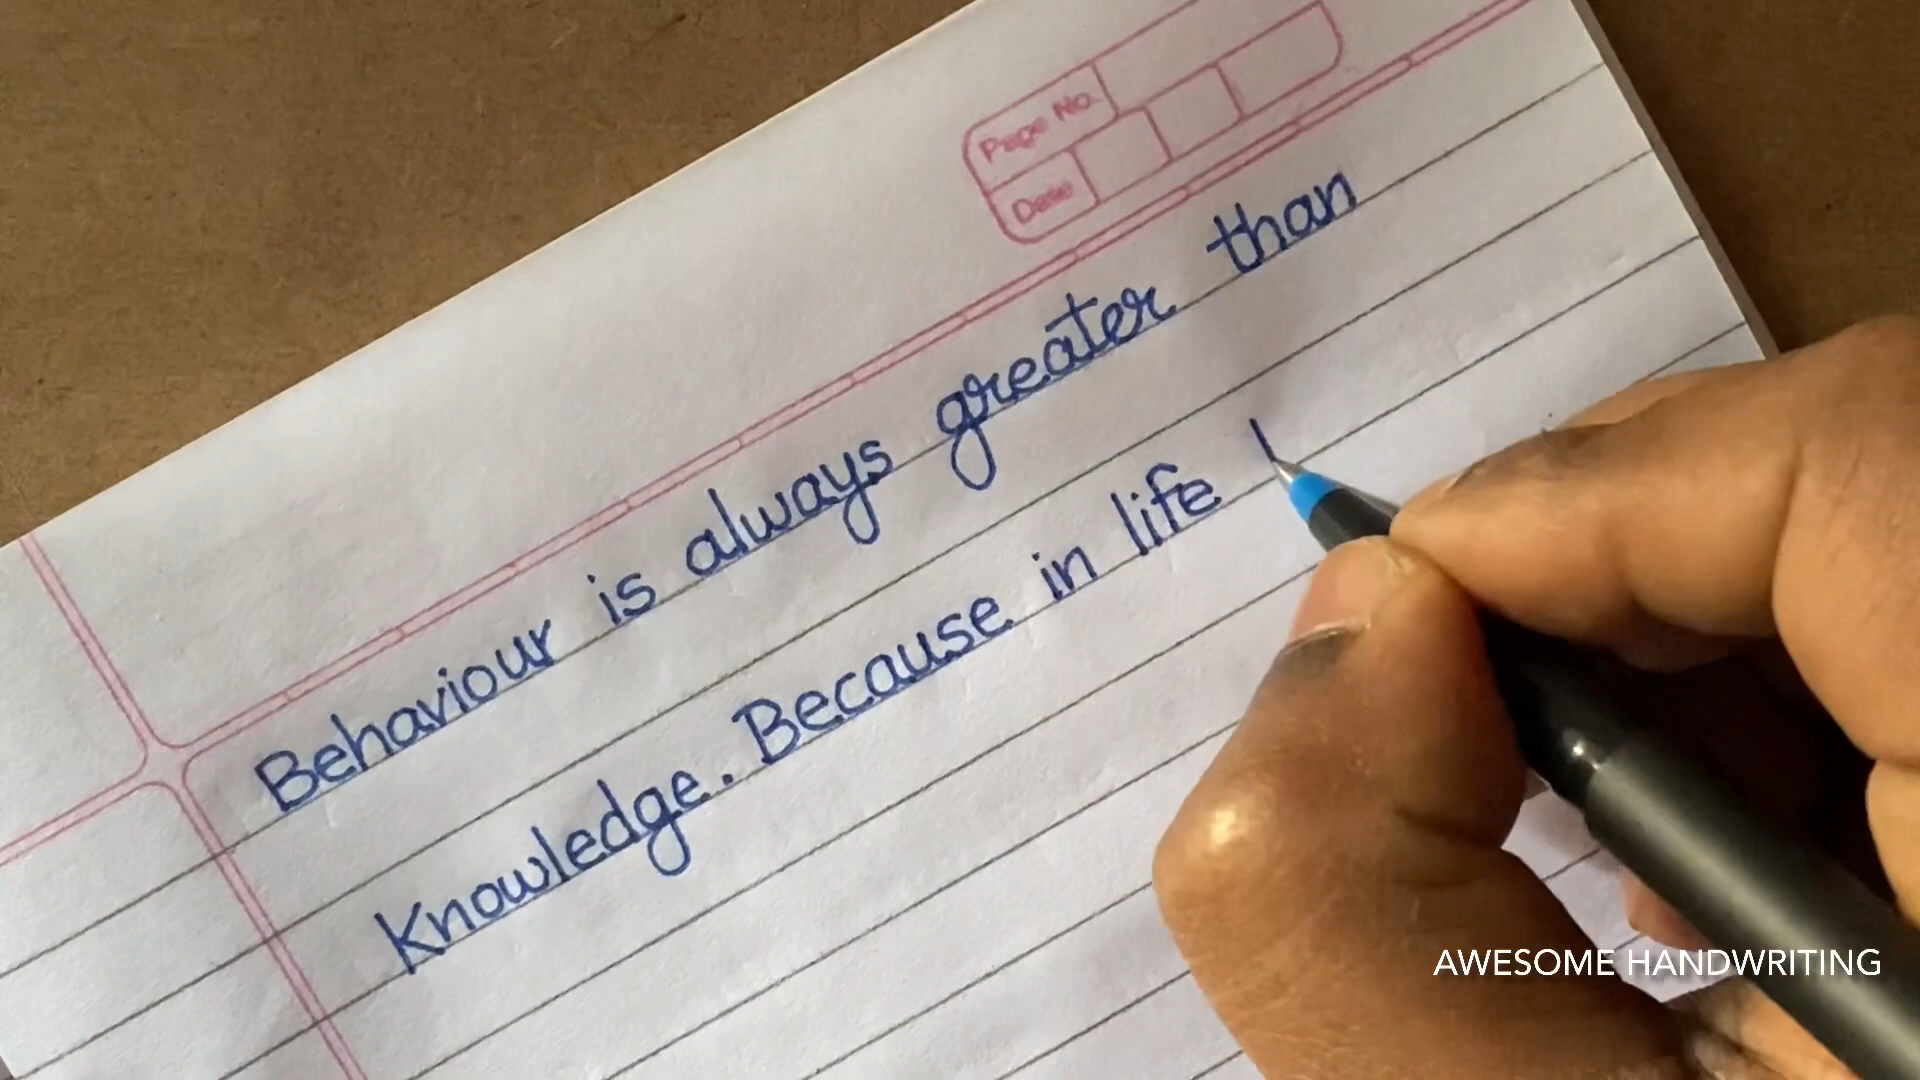 Page No.
Date
Behaviour is always greater than
Knowledge. Because in life
AWESOME HANDWRITING